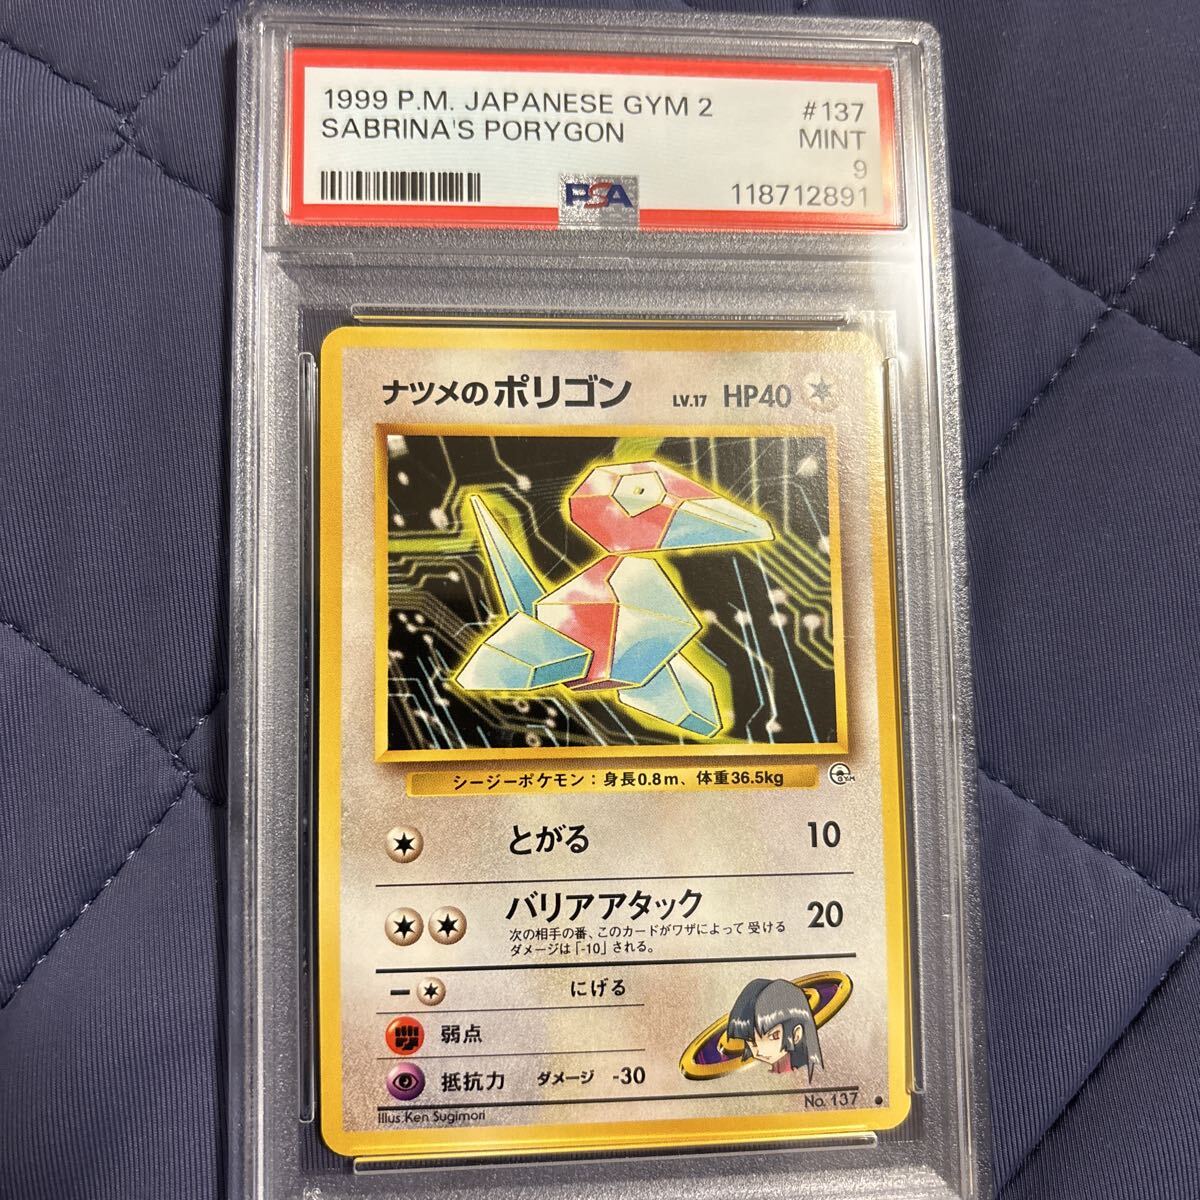 1999 P.M. JAPANESE GYM 2 #137
SABRINA'S PORYGON MINT
9
PSA 118712891
ナツメのポリゴン LV.17 HP40
シージーポケモン：身長0.8m、体重36.5kg
GYM
とがる 10
バリアアタック 20
次の相手の番、このカードがワザによって受ける
ダメージは「-10」される。
にげる
弱点
抵抗力 ダメージ -30
Illus. Ken Sugimori No. 137